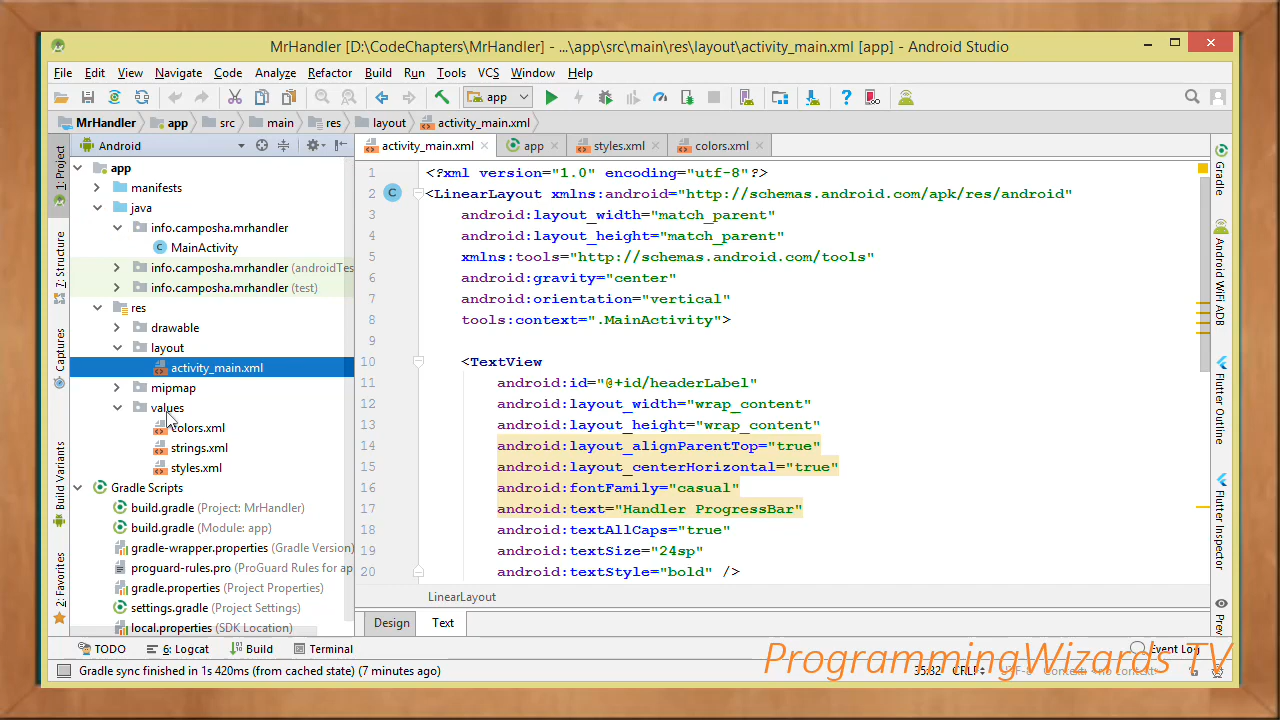 MrHandler [D:\CodeChapters\MrHandler] - ...\app\src\main\res\layout\activity_main.xml [app] - Android Studio
File Edit View Navigate Code Analyze Refactor Build Run Tools VCS Window Help
app
MrHandler app src main res layout activity_main.xml
1: Project
7: Structure
Captures
Build Variants
2: Favorites
Android
app
manifests
java
info.camposha.mrhandler
MainActivity
info.camposha.mrhandler (androidTes
info.camposha.mrhandler (test)
res
drawable
layout
activity_main.xml
mipmap
values
colors.xml
strings.xml
styles.xml
Gradle Scripts
build.gradle (Project: MrHandler)
build.gradle (Module: app)
gradle-wrapper.properties (Gradle Version)
proguard-rules.pro (ProGuard Rules for ap
gradle.properties (Project Properties)
settings.gradle (Project Settings)
local.properties (SDK Location)
activity_main.xml app styles.xml colors.xml
1 <?xml version="1.0" encoding="utf-8"?>
2 <LinearLayout xmlns:android="http://schemas.android.com/apk/res/android"
3 android:layout_width="match_parent"
4 android:layout_height="match_parent"
5 xmlns:tools="http://schemas.android.com/tools"
6 android:gravity="center"
7 android:orientation="vertical"
8 tools:context=".MainActivity">
9
10 <TextView
11 android:id="@+id/headerLabel"
12 android:layout_width="wrap_content"
13 android:layout_height="wrap_content"
14 android:layout_alignParentTop="true"
15 android:layout_centerHorizontal="true"
16 android:fontFamily="casual"
17 android:text="Handler ProgressBar"
18 android:textAllCaps="true"
19 android:textSize="24sp"
20 android:textStyle="bold" />
LinearLayout
Design Text
Gradle
Android WiFi ADB
Flutter Outline
Flutter Inspector
Prev
TODO 6: Logcat Build Terminal Event Log
ProgrammingWizards TV
Gradle sync finished in 1s 420ms (from cached state) (7 minutes ago) 35:32 CRLF UTF-8 Context: <no context>